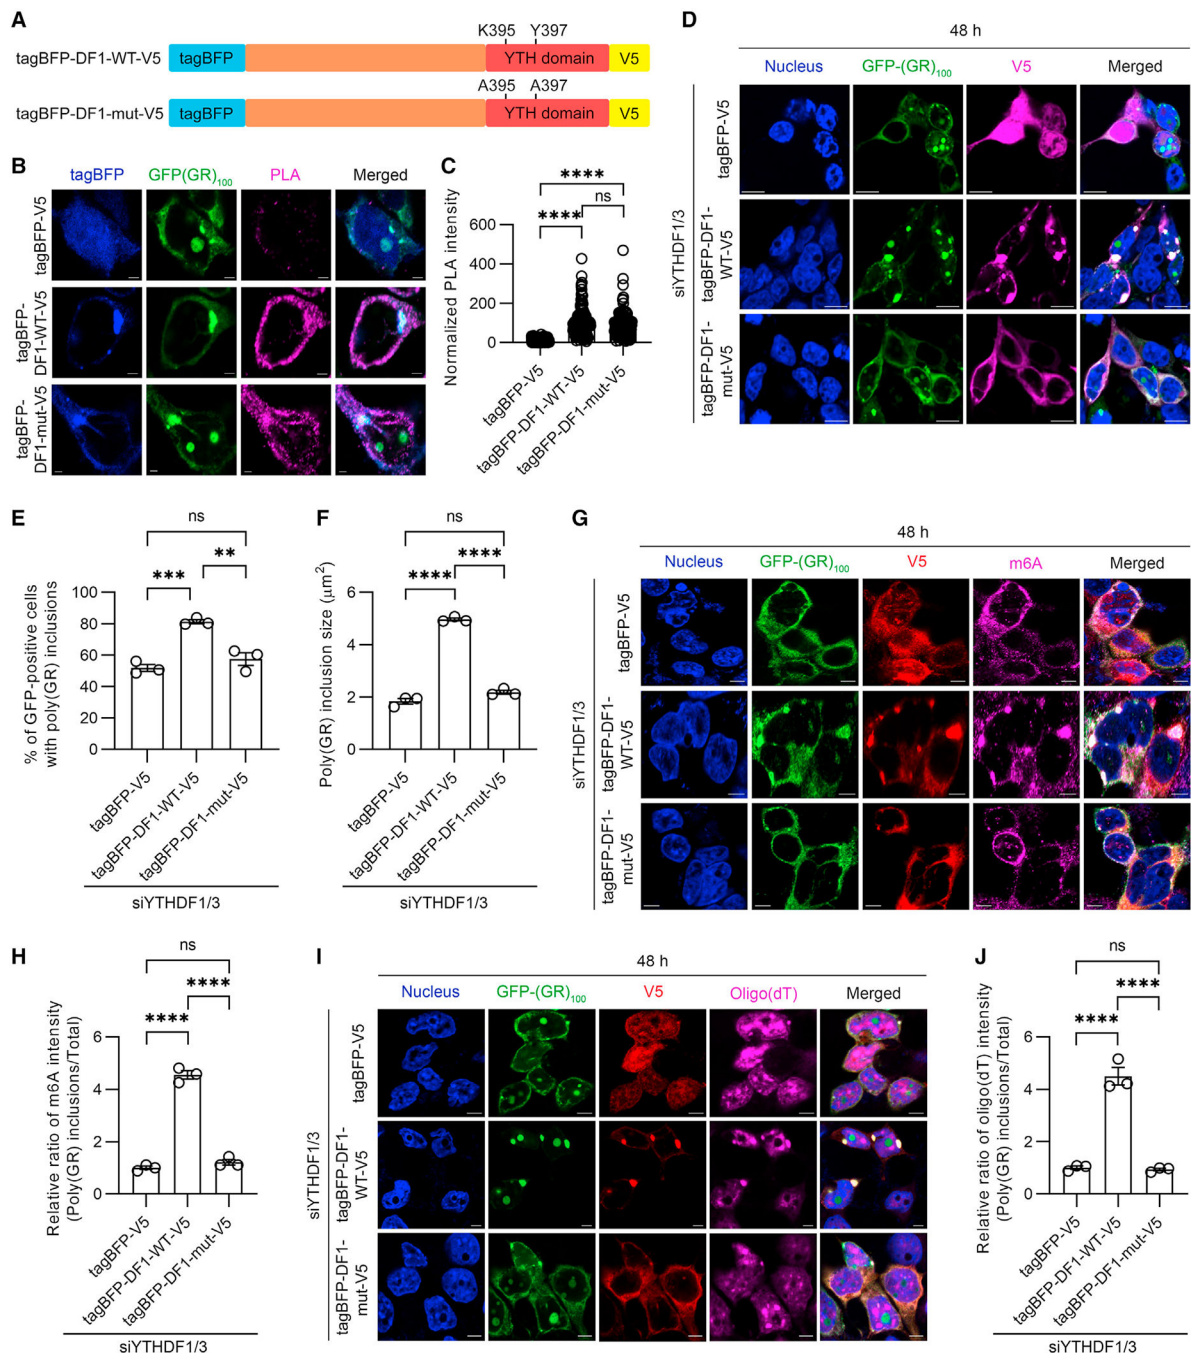 A
K395 Y397
tagBFP-DF1-WT-V5 tagBFP YTH domain V5
A395 A397
tagBFP-DF1-mut-V5 tagBFP YTH domain V5
B
tagBFP GFP(GR)100 PLA Merged
tagBFP-V5
tagBFP-
DF1-WT-V5
tagBFP-
DF1-mut-V5
C
****
ns
****
Normalized PLA intensity
600
400
200
0
tagBFP-V5
tagBFP-DF1-WT-V5
tagBFP-DF1-mut-V5
D
48 h
Nucleus GFP-(GR)100 V5 Merged
siYTHDF1/3
tagBFP-V5
tagBFP-DF1-
WT-V5
tagBFP-DF1-
mut-V5
E
ns
**
***
% of GFP-positive cells
with poly(GR) inclusions
100
80
60
40
20
0
tagBFP-V5
tagBFP-DF1-WT-V5
tagBFP-DF1-mut-V5
siYTHDF1/3
F
ns
****
****
Poly(GR) inclusion size (μm2)
6
4
2
0
tagBFP-V5
tagBFP-DF1-WT-V5
tagBFP-DF1-mut-V5
siYTHDF1/3
G
48 h
Nucleus GFP-(GR)100 V5 m6A Merged
siYTHDF1/3
tagBFP-V5
tagBFP-DF1-
WT-V5
tagBFP-DF1-
mut-V5
H
ns
****
****
Relative ratio of m6A intensity
(Poly(GR) inclusions/Total)
6
4
2
0
tagBFP-V5
tagBFP-DF1-WT-V5
tagBFP-DF1-mut-V5
siYTHDF1/3
I
48 h
Nucleus GFP-(GR)100 V5 Oligo(dT) Merged
siYTHDF1/3
tagBFP-V5
tagBFP-DF1-
WT-V5
tagBFP-DF1-
mut-V5
J
ns
****
****
Relative ratio of oligo(dT) intensity
(Poly(GR) inclusions/Total)
6
4
2
0
tagBFP-V5
tagBFP-DF1-WT-V5
tagBFP-DF1-mut-V5
siYTHDF1/3